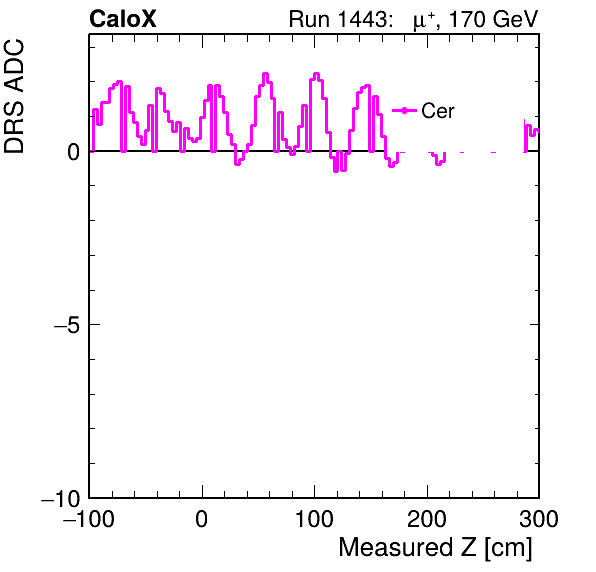 CaloX Run 1443: μ⁺, 170 GeV
DRS ADC
Cer
0
−5
−10
−100 0 100 200 300
Measured Z [cm]